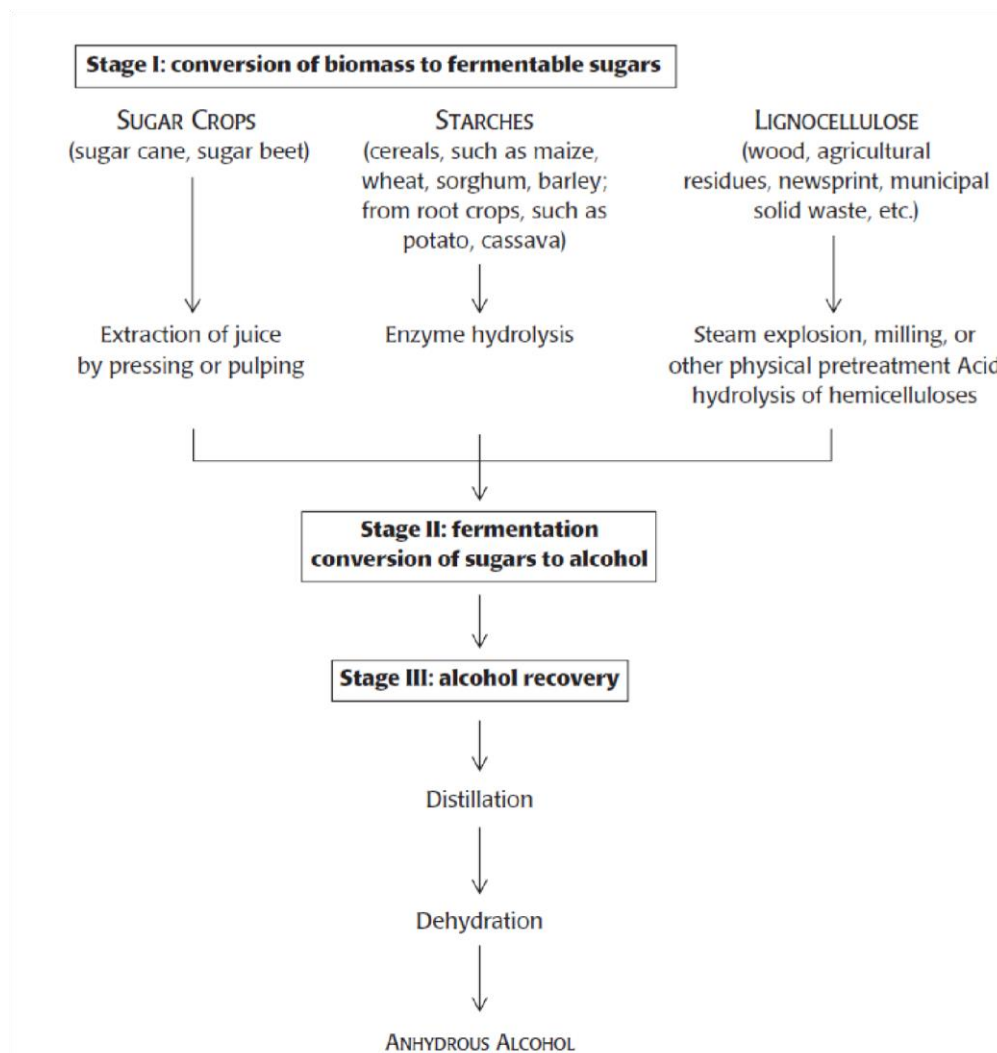 Stage I: conversion of biomass to fermentable sugars
SUGAR CROPS
(sugar cane, sugar beet)
STARCHES
(cereals, such as maize,
wheat, sorghum, barley;
from root crops, such as
potato, cassava)
LIGNOCELLULOSE
(wood, agricultural
residues, newsprint, municipal
solid waste, etc.)
Extraction of juice
by pressing or pulping
Enzyme hydrolysis
Steam explosion, milling, or
other physical pretreatment Acid
hydrolysis of hemicelluloses
Stage II: fermentation
conversion of sugars to alcohol
Stage III: alcohol recovery
Distillation
Dehydration
ANHYDROUS ALCOHOL